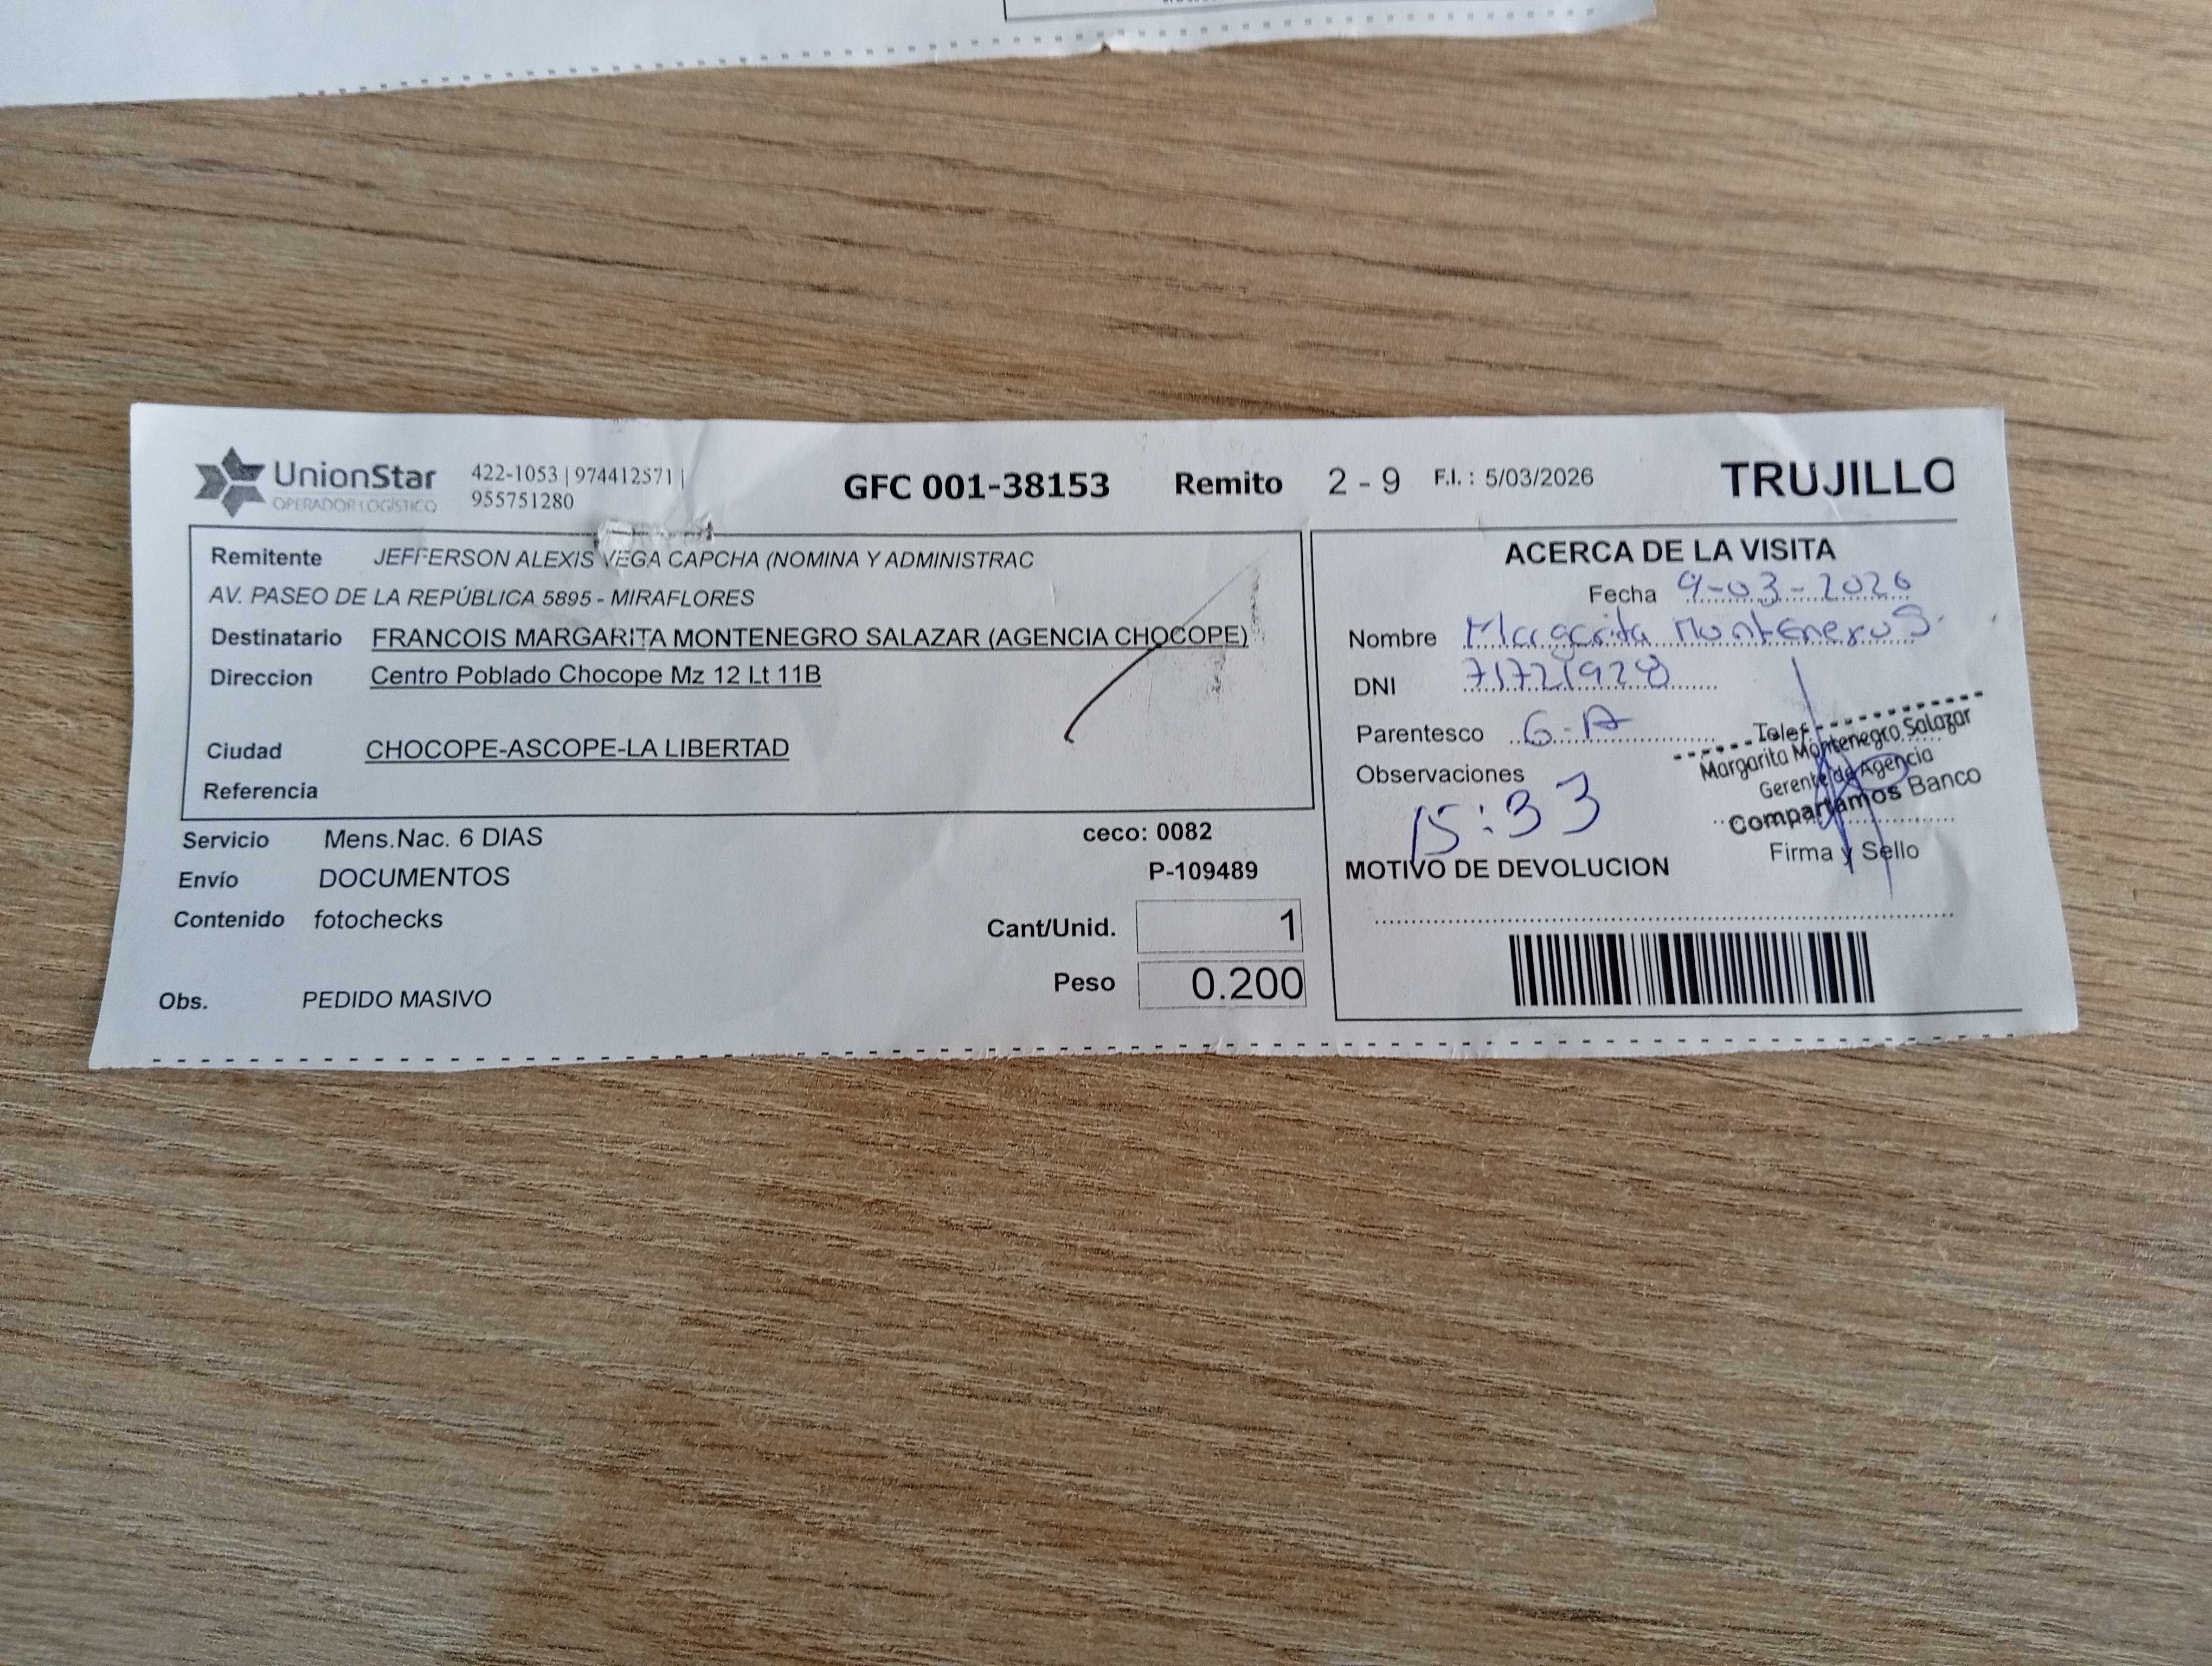 UnionStar
OPERADOR LOGÍSTICO
422-1053 | 974412571 |
955751280
GFC 001-38153
Remito 2 - 9
F.I. : 5/03/2026
TRUJILLO
Remitente JEFFERSON ALEXIS VEGA CAPCHA (NOMINA Y ADMINISTRAC
AV. PASEO DE LA REPÚBLICA 5895 - MIRAFLORES
Destinatario FRANCOIS MARGARITA MONTENEGRO SALAZAR (AGENCIA CHOCOPE)
Direccion Centro Poblado Chocope Mz 12 Lt 11B
Ciudad CHOCOPE-ASCOPE-LA LIBERTAD
Referencia
Servicio Mens.Nac. 6 DIAS
ceco: 0082
Envío DOCUMENTOS
P-109489
Contenido fotochecks
Cant/Unid. 1
Peso 0.200
Obs. PEDIDO MASIVO
ACERCA DE LA VISITA
Fecha 9-03-2026
Nombre Margarita Montenegro S.
DNI 71721928
Parentesco G-A
Telef
Observaciones
15:33
Margarita Montenegro Salazar
Gerente de Agencia
Compartamos Banco
Firma y Sello
MOTIVO DE DEVOLUCION